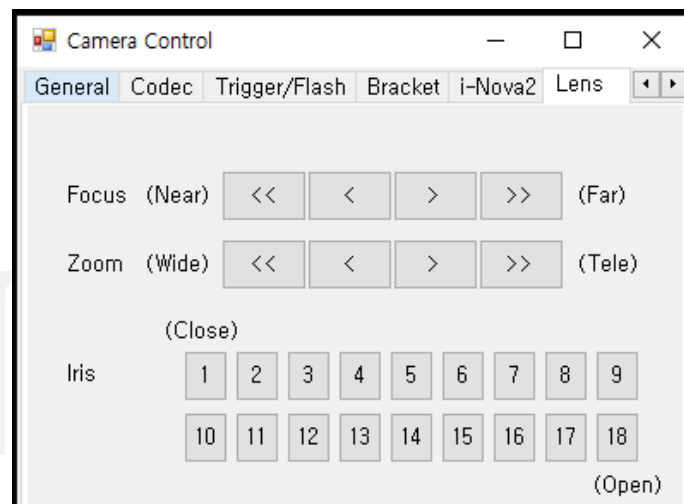 Camera Control
General Codec Trigger/Flash Bracket i-Nova2 Lens
Focus (Near) << < > >> (Far)
Zoom (Wide) << < > >> (Tele)
(Close)
Iris 1 2 3 4 5 6 7 8 9
10 11 12 13 14 15 16 17 18
(Open)